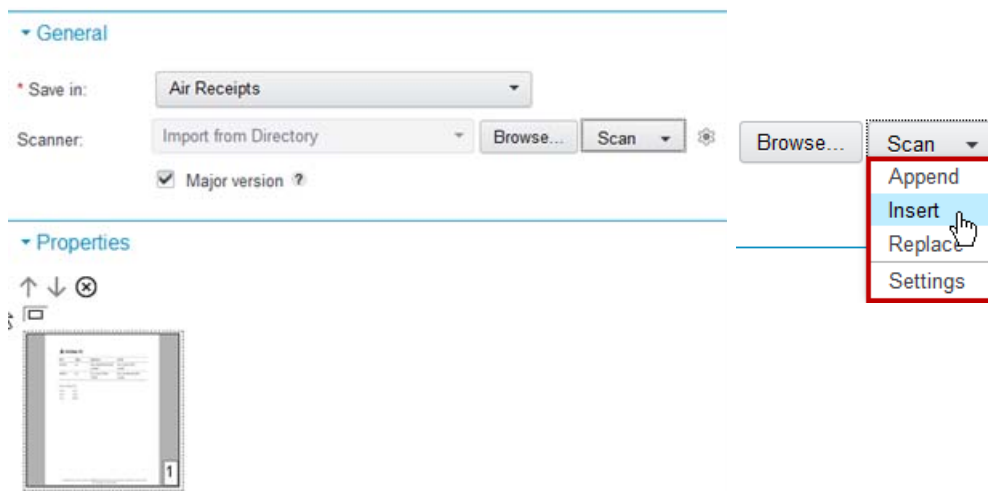 General
* Save in: Air Receipts
Scanner: Import from Directory Browse... Scan
Major version ?
Properties
1
Browse... Scan
Append
Insert
Replace
Settings